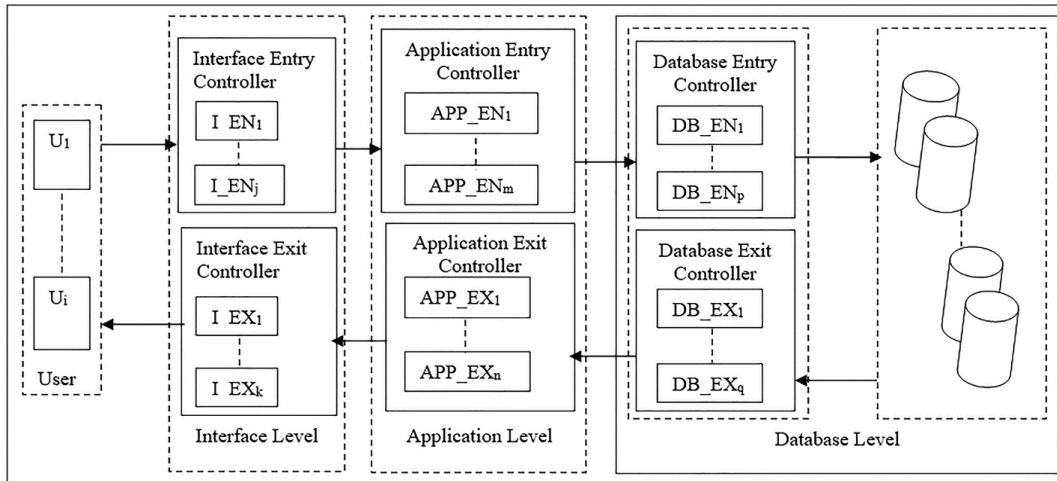 U1
Ui
User
Interface Entry
Controller
I EN1
I_ENj
Interface Exit
Controller
I EX1
I EXk
Interface Level
Application Entry
Controller
APP_EN1
APP_ENm
Application Exit
Controller
APP_EX1
APP_EXn
Application Level
Database Entry
Controller
DB_EN1
DB_ENp
Database Exit
Controller
DB_EX1
DB_EXq
Database Level